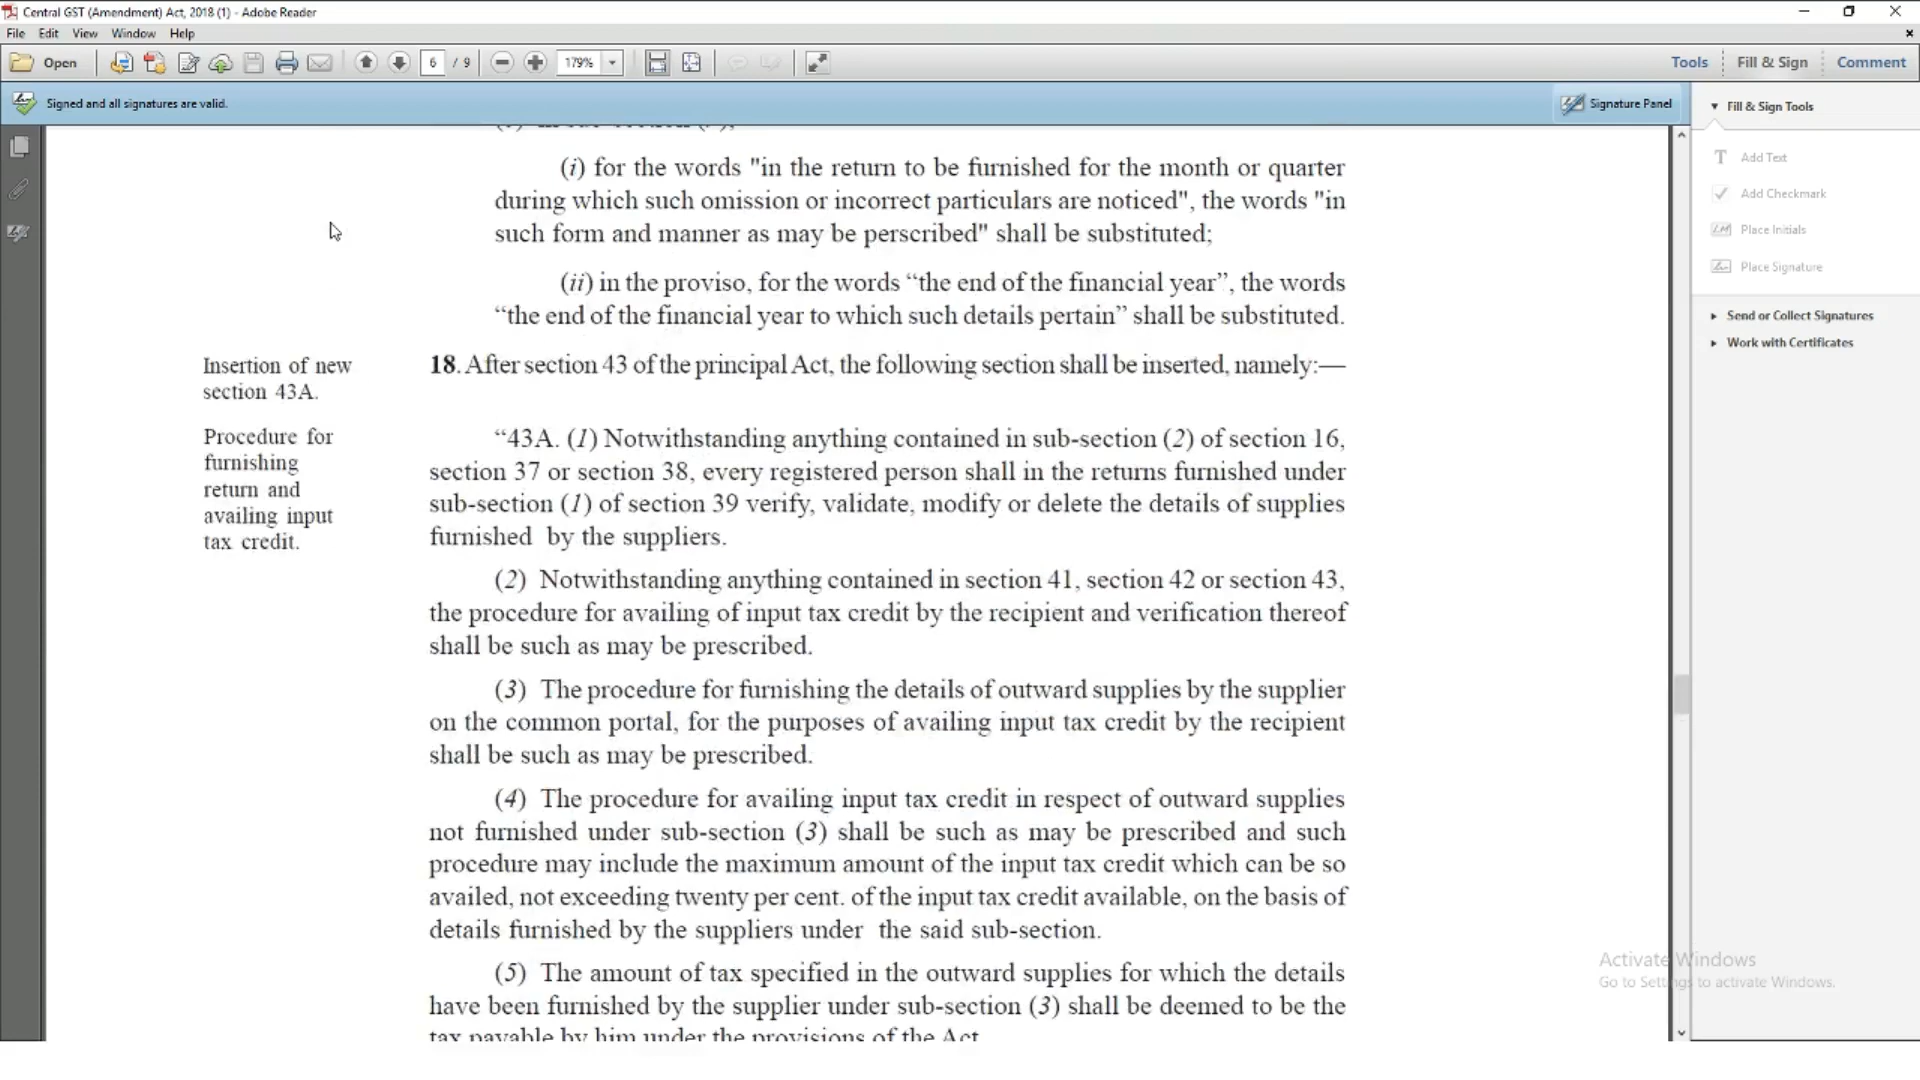 Central GST (Amendment) Act, 2018 (1) - Adobe Reader
File Edit View Window Help
Open 6 / 9 179% Tools Fill & Sign Comment
Signed and all signatures are valid. Signature Panel
Fill & Sign Tools
Add Text
Add Checkmark
Place Initials
Place Signature
Send or Collect Signatures
Work with Certificates
(i) for the words "in the return to be furnished for the month or quarter
during which such omission or incorrect particulars are noticed", the words "in
such form and manner as may be perscribed" shall be substituted;
(ii) in the proviso, for the words “the end of the financial year”, the words
“the end of the financial year to which such details pertain” shall be substituted.
Insertion of new
section 43A.
18. After section 43 of the principal Act, the following section shall be inserted, namely:—
Procedure for
furnishing
return and
availing input
tax credit.
“43A. (1) Notwithstanding anything contained in sub-section (2) of section 16,
section 37 or section 38, every registered person shall in the returns furnished under
sub-section (1) of section 39 verify, validate, modify or delete the details of supplies
furnished by the suppliers.
(2) Notwithstanding anything contained in section 41, section 42 or section 43,
the procedure for availing of input tax credit by the recipient and verification thereof
shall be such as may be prescribed.
(3) The procedure for furnishing the details of outward supplies by the supplier
on the common portal, for the purposes of availing input tax credit by the recipient
shall be such as may be prescribed.
(4) The procedure for availing input tax credit in respect of outward supplies
not furnished under sub-section (3) shall be such as may be prescribed and such
procedure may include the maximum amount of the input tax credit which can be so
availed, not exceeding twenty per cent. of the input tax credit available, on the basis of
details furnished by the suppliers under the said sub-section.
(5) The amount of tax specified in the outward supplies for which the details
have been furnished by the supplier under sub-section (3) shall be deemed to be the
tax payable by him under the provisions of the Act
Activate Windows
Go to Settings to activate Windows.